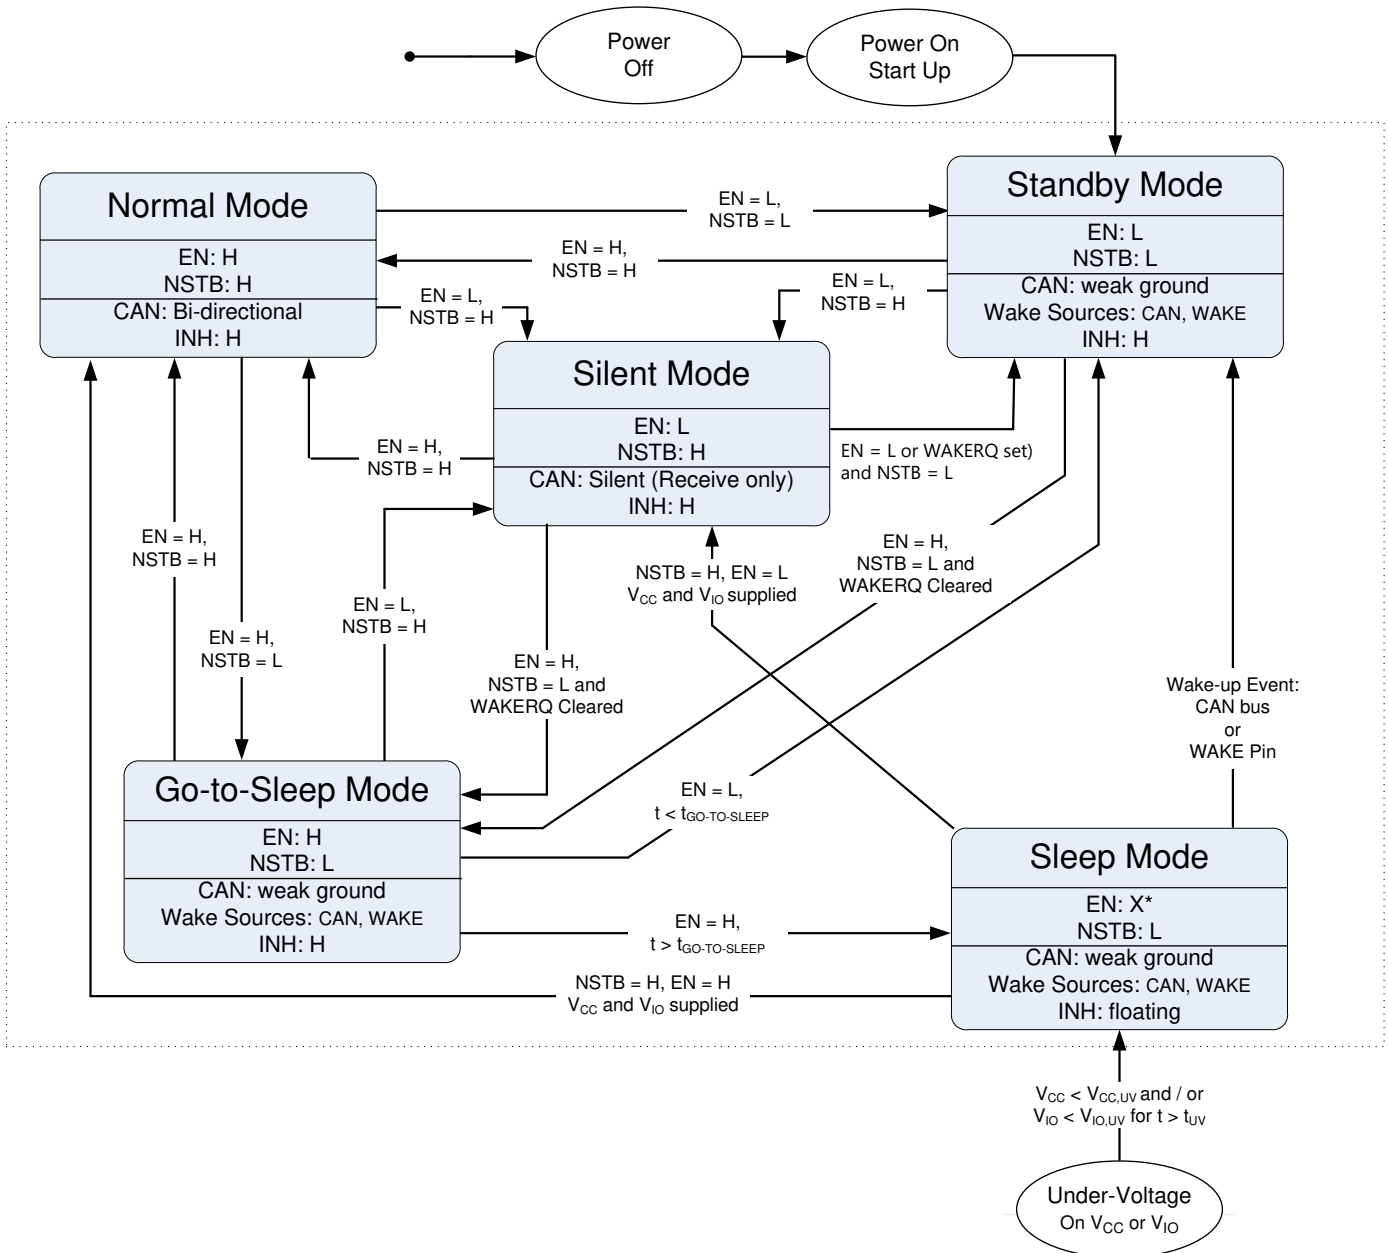 Power
Off
Power On
Start Up
Normal Mode
EN: H
NSTB: H
CAN: Bi-directional
INH: H
EN = L,
NSTB = L
EN = H,
NSTB = H
EN = L,
NSTB = H
EN = L,
NSTB = H
Standby Mode
EN: L
NSTB: L
CAN: weak ground
Wake Sources: CAN, WAKE
INH: H
Silent Mode
EN: L
NSTB: H
CAN: Silent (Receive only)
INH: H
EN = H,
NSTB = H
EN = L or WAKERQ set)
and NSTB = L
EN = H,
NSTB = H
EN = L,
NSTB = H
EN = H,
NSTB = L
NSTB = H, EN = L
VCC and VIO supplied
EN = H,
NSTB = L and
WAKERQ Cleared
EN = H,
NSTB = L and
WAKERQ Cleared
Wake-up Event:
CAN bus
or
WAKE Pin
Go-to-Sleep Mode
EN: H
NSTB: L
CAN: weak ground
Wake Sources: CAN, WAKE
INH: H
EN = L,
t < tGO-TO-SLEEP
EN = H,
t > tGO-TO-SLEEP
NSTB = H, EN = H
VCC and VIO supplied
Sleep Mode
EN: X*
NSTB: L
CAN: weak ground
Wake Sources: CAN, WAKE
INH: floating
VCC < VCC,UV and / or
VIO < VIO,UV for t > tUV
Under-Voltage
On VCC or VIO